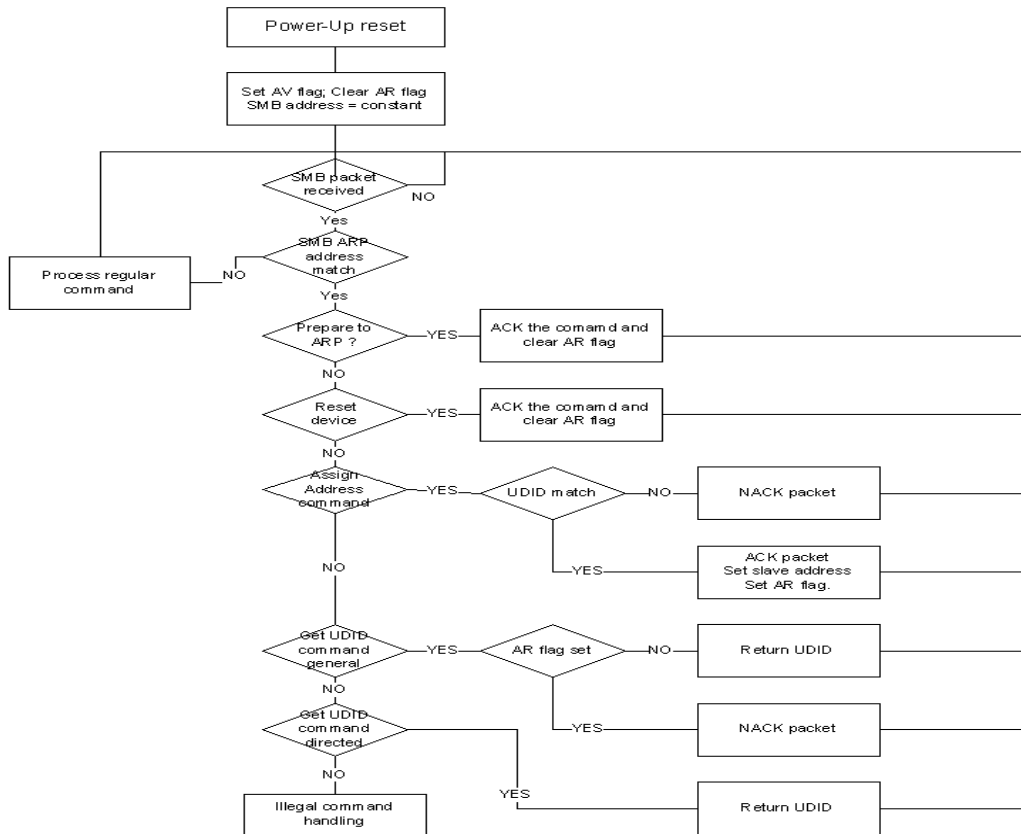 Power-Up reset
Set AV flag; Clear AR flag
SMB address = constant
SMB packet
received
NO
Yes
SMB ARP
address
match
NO
Process regular
command
Yes
Prepare to
ARP ?
YES
ACK the comamd and
clear AR flag
NO
Reset
device
YES
ACK the comamd and
clear AR flag
NO
Assign
Address
command
YES
UDID match
NO
NACK packet
YES
ACK packet
Set slave address
Set AR flag.
NO
Get UDID
command
general
YES
AR flag set
NO
Return UDID
NO
YES
NACK packet
Get UDID
command
directed
NO
YES
Illegal command
handling
Return UDID